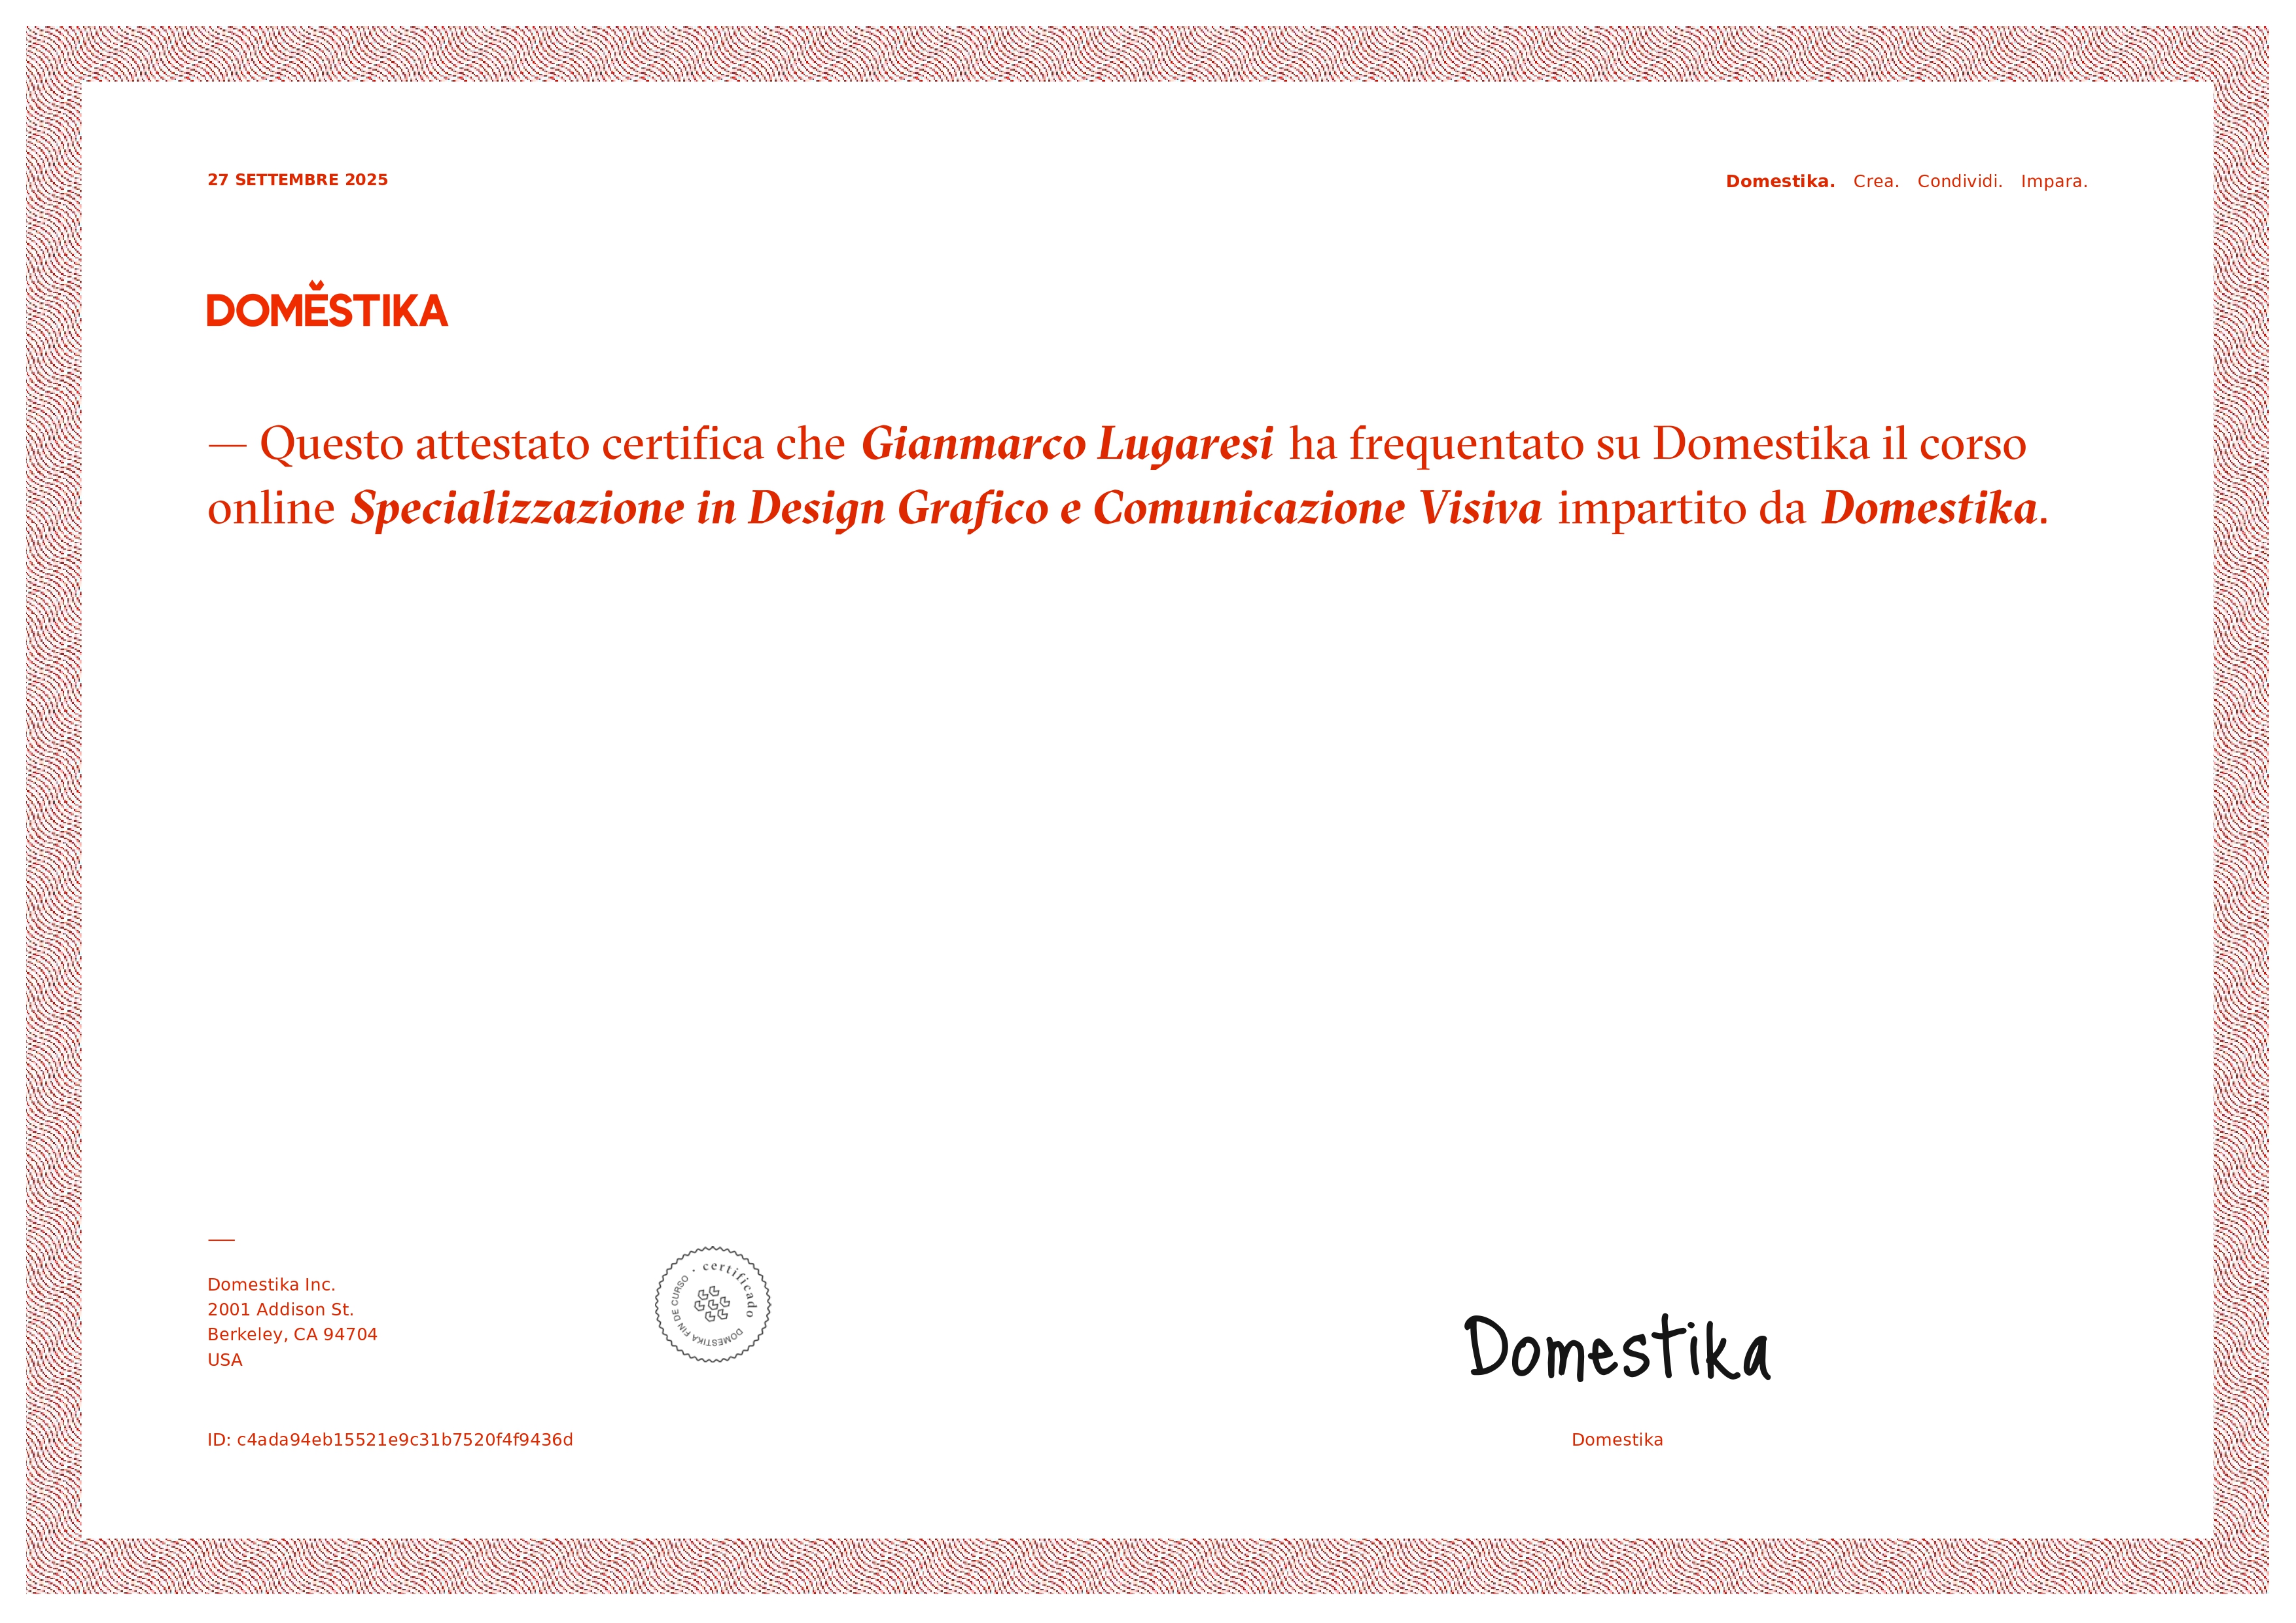 27 SETTEMBRE 2025
Domestika. Crea. Condividi. Impara.
DOMĚSTIKA
— Questo attestato certifica che Gianmarco Lugaresi ha frequentato su Domestika il corso
online Specializzazione in Design Grafico e Comunicazione Visiva impartito da Domestika.
Domestika Inc.
2001 Addison St.
Berkeley, CA 94704
USA
· certificado
DOMESTIKA FIN DE CURSO
Domestika
ID: c4ada94eb15521e9c31b7520f4f9436d
Domestika